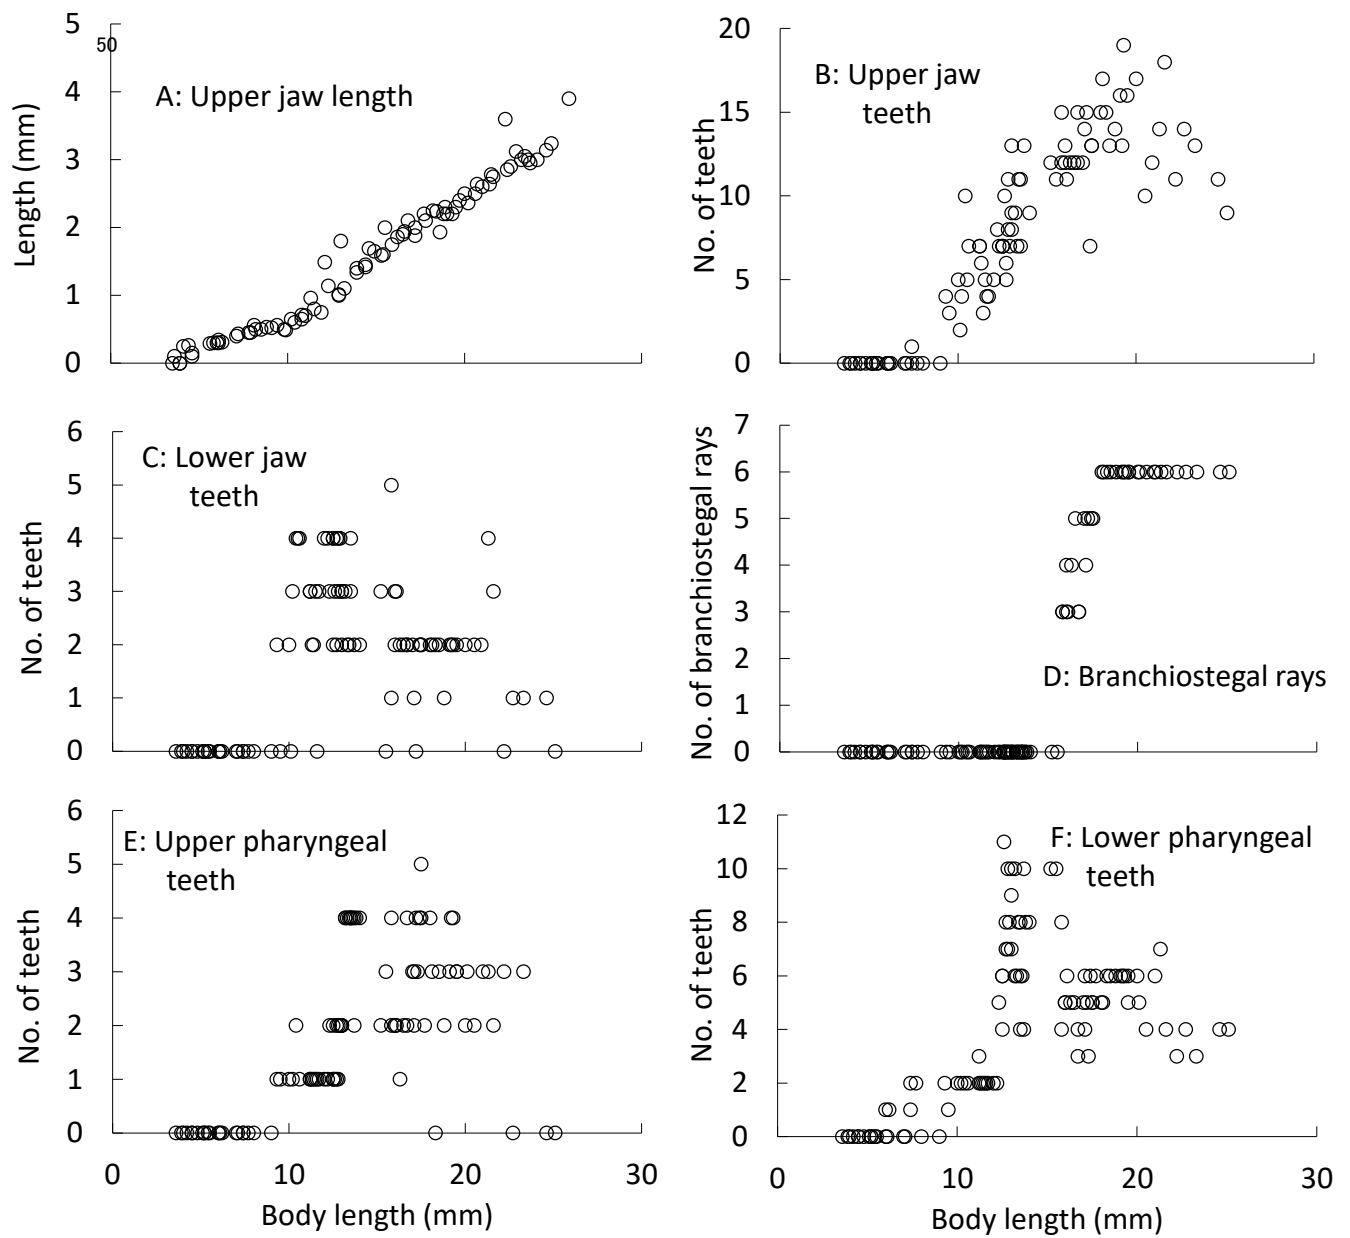 5
50
4
3
2
1
0
Length (mm)
A: Upper jaw length
20
15
10
5
0
No. of teeth
B: Upper jaw
teeth
6
5
4
3
2
1
0
No. of teeth
C: Lower jaw
teeth
7
6
5
4
3
2
1
0
No. of branchiostegal rays
D: Branchiostegal rays
6
5
4
3
2
1
0
No. of teeth
E: Upper pharyngeal
teeth
0 10 20 30
Body length (mm)
12
10
8
6
4
2
0
No. of teeth
F: Lower pharyngeal
teeth
0 10 20 30
Body length (mm)